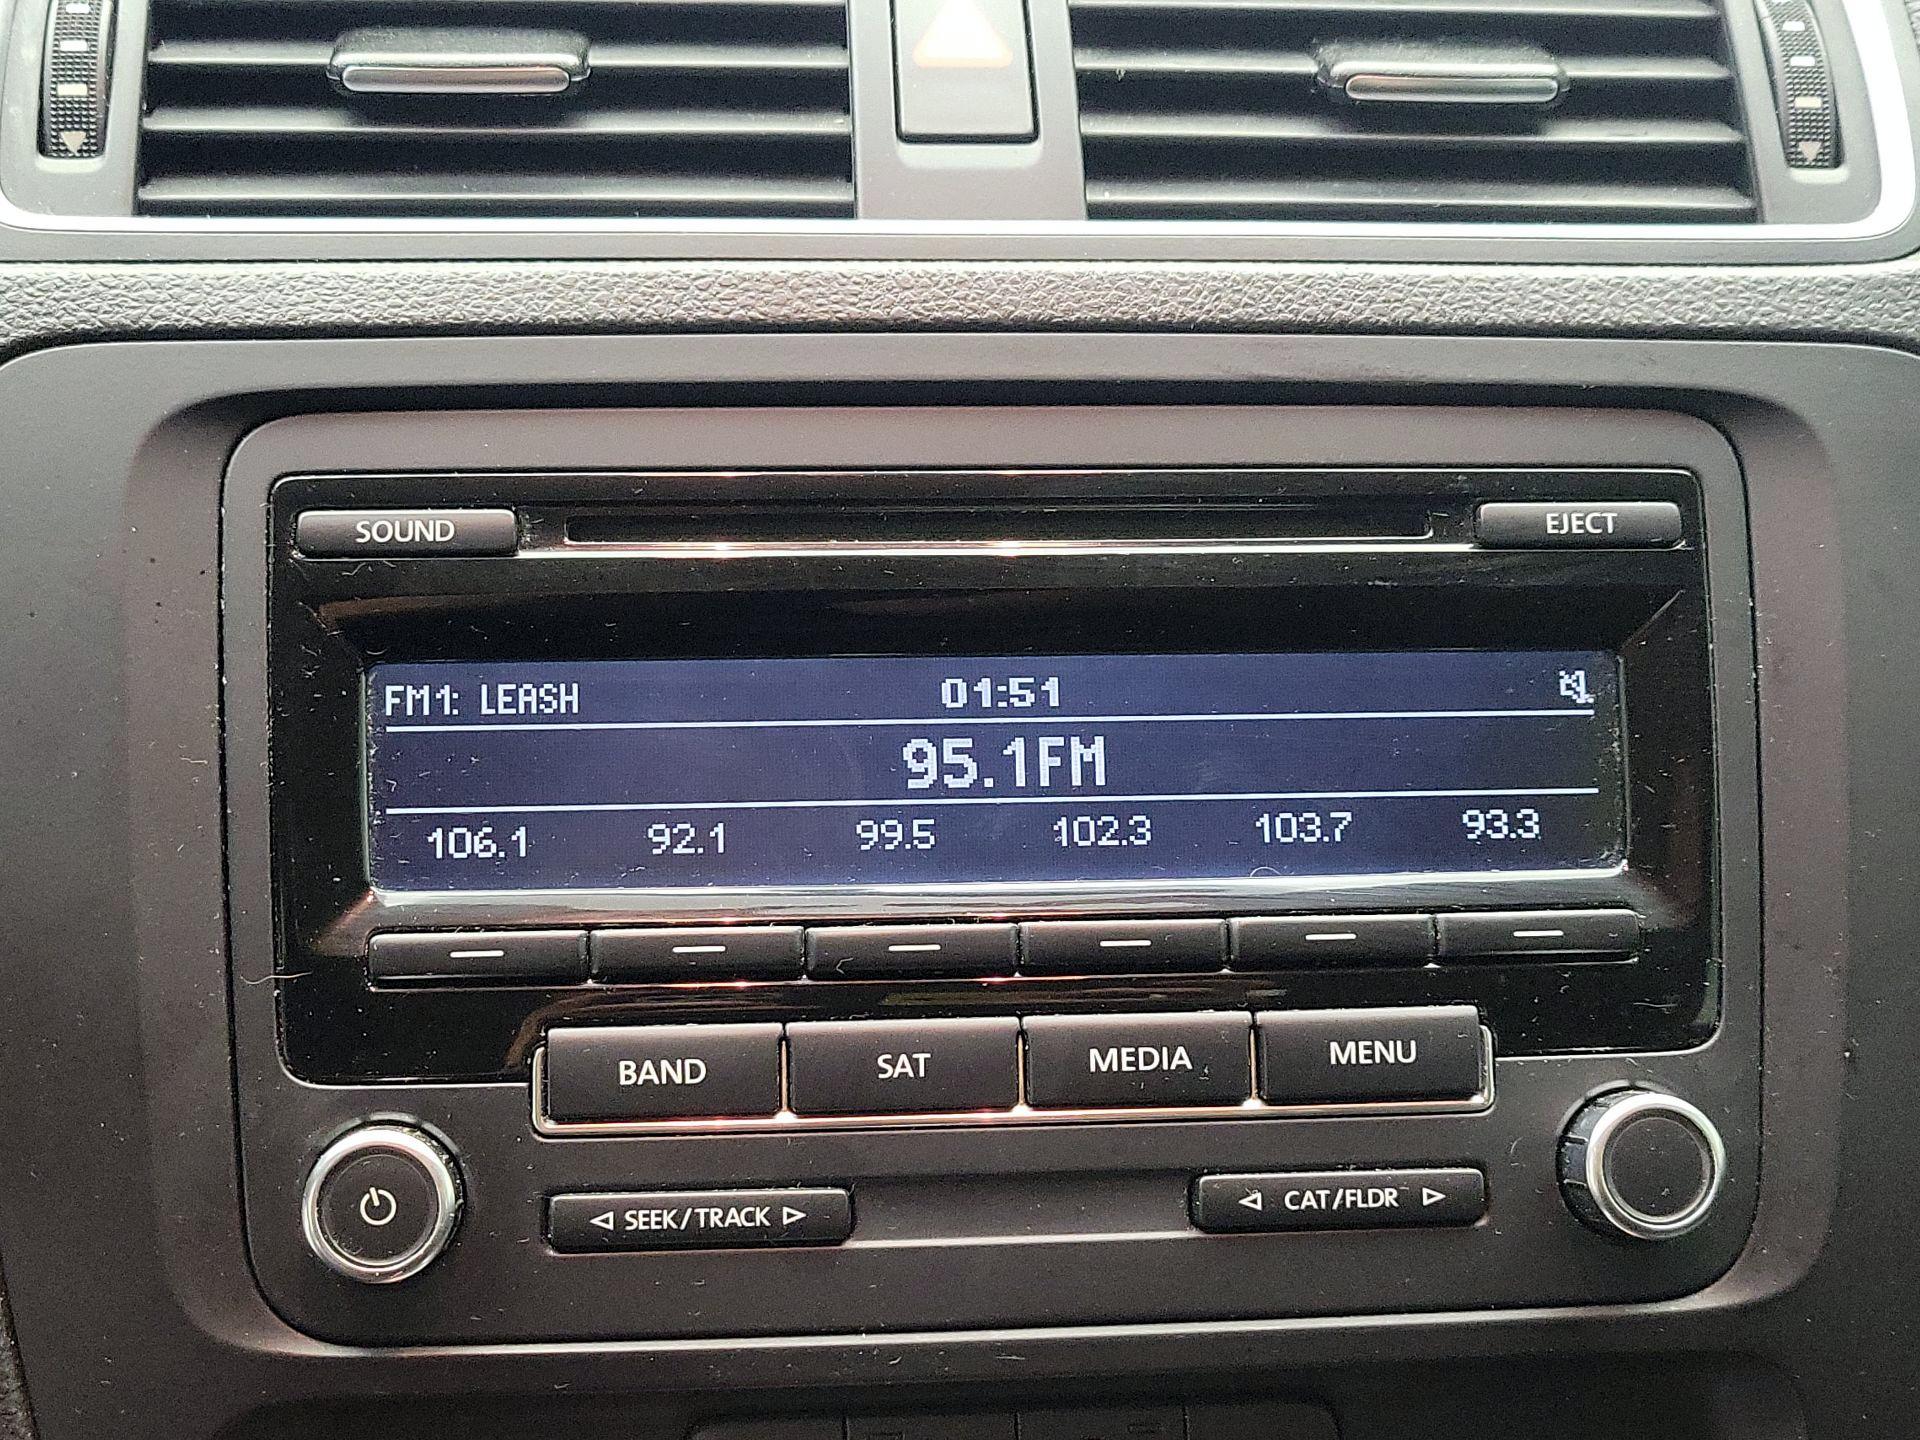 SOUND
EJECT
FM1: LEASH 01:51
95.1FM
106.1 92.1 99.5 102.3 103.7 93.3
BAND SAT MEDIA MENU
SEEK/TRACK
CAT/FLDR